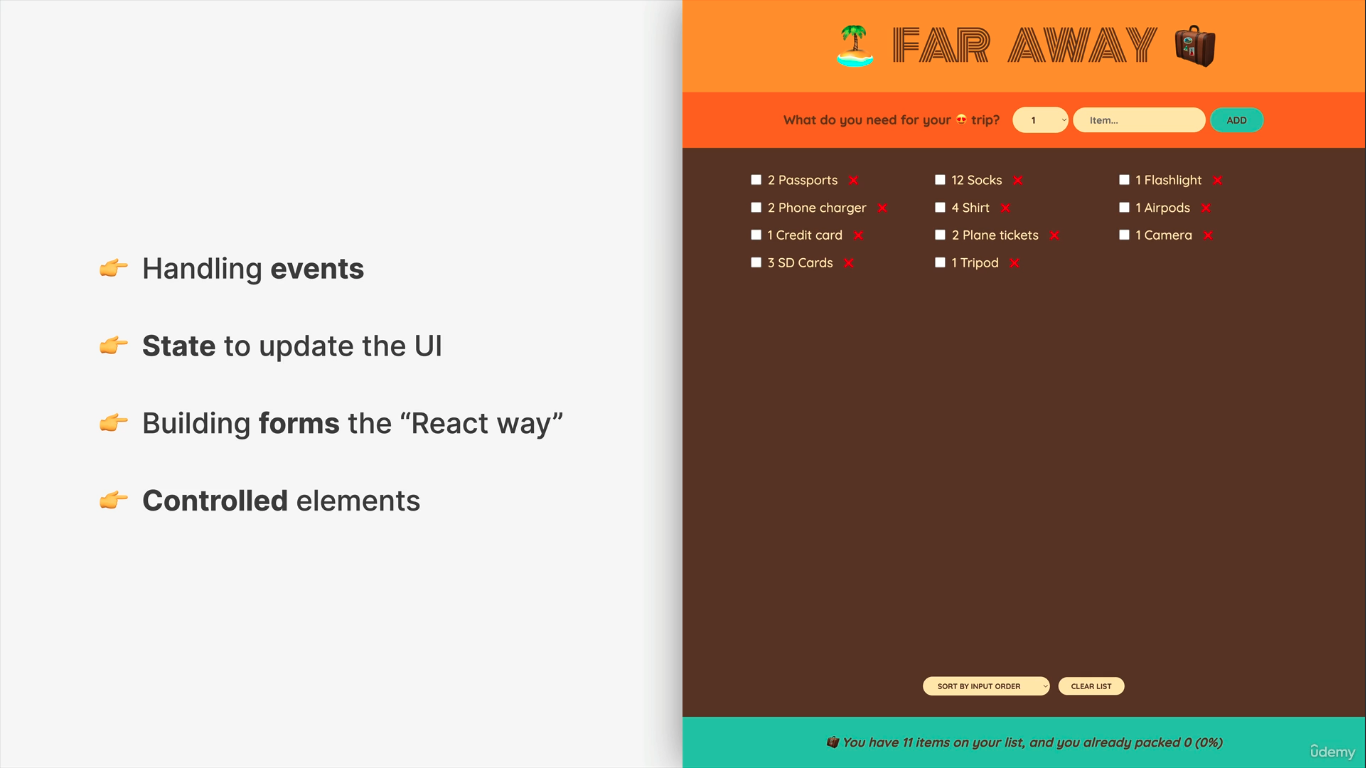 Handling events
State to update the UI
Building forms the “React way”
Controlled elements
FAR AWAY
What do you need for your 😍 trip? 1 Item... ADD
2 Passports ❌ 12 Socks ❌ 1 Flashlight ❌
2 Phone charger ❌ 4 Shirt ❌ 1 Airpods ❌
1 Credit card ❌ 2 Plane tickets ❌ 1 Camera ❌
3 SD Cards ❌ 1 Tripod ❌
SORT BY INPUT ORDER CLEAR LIST
You have 11 items on your list, and you already packed 0 (0%)
ûdemy